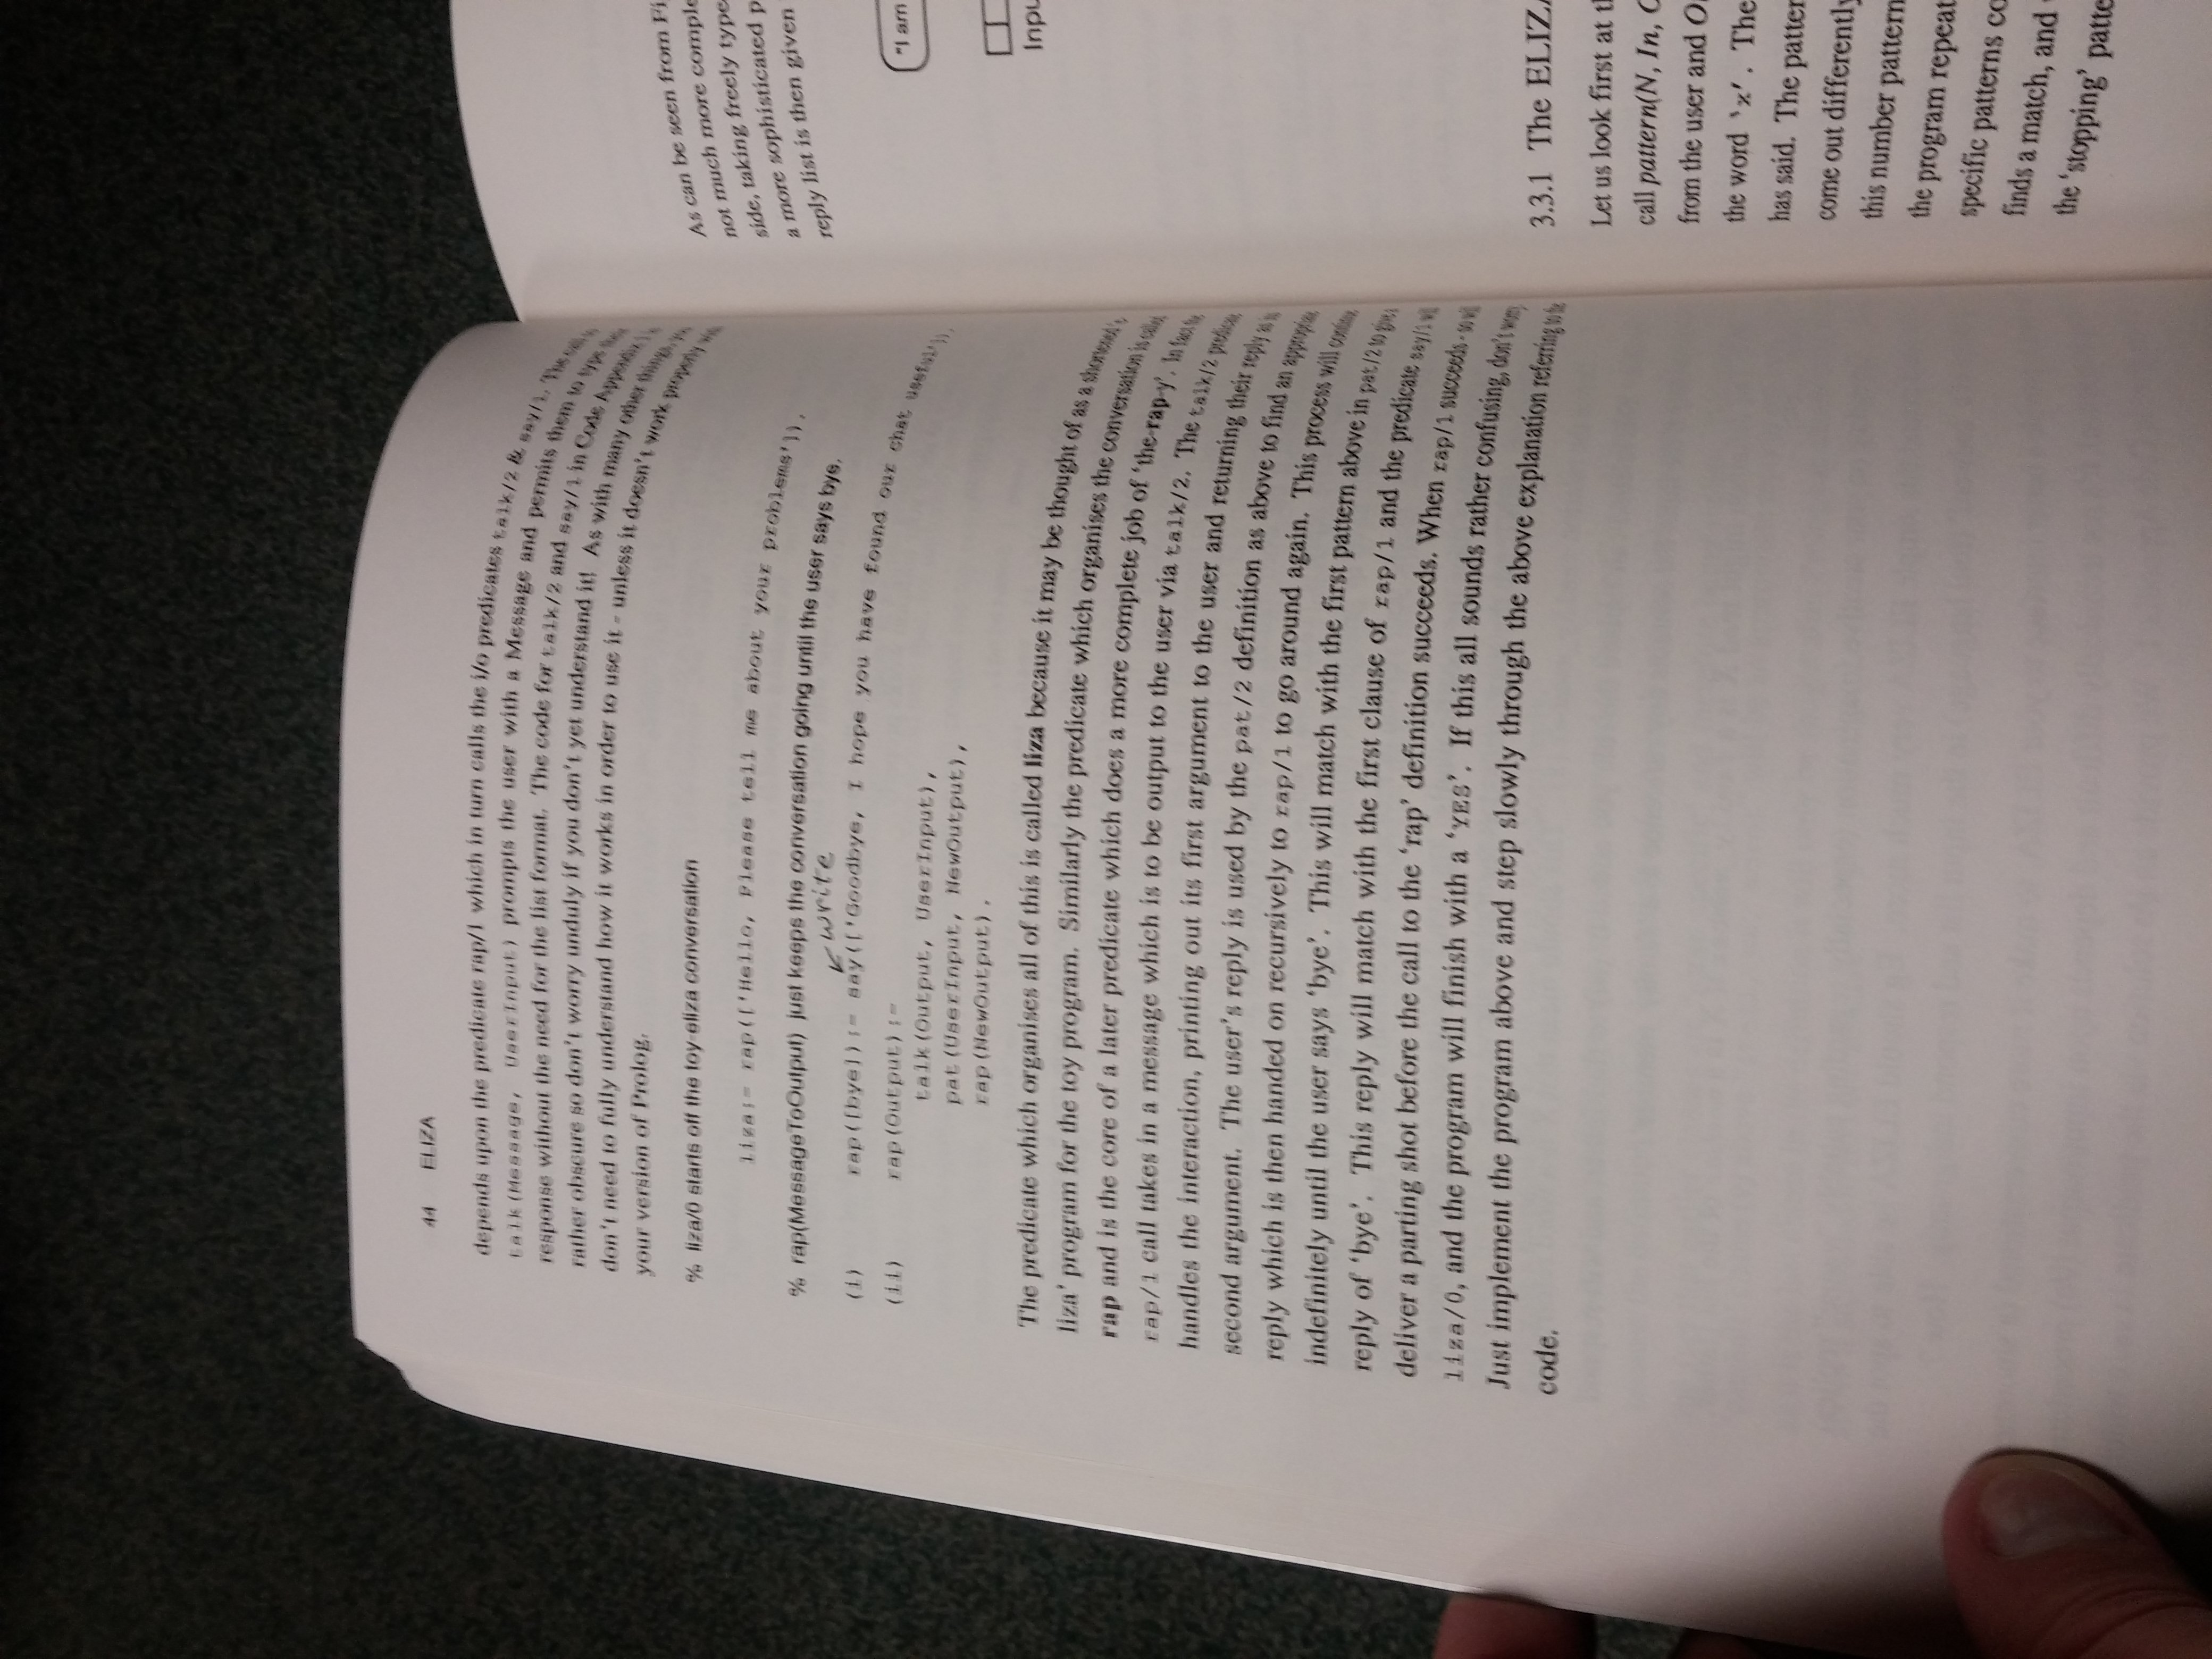 44 ELIZA
depends upon the predicate rap/1 which in turn calls the i/o predicates talk/2 & say/1. The call to
talk(Message, UserInput) prompts the user with a Message and permits them to type their
response without the need for the list format. The code for talk/2 and say/1 in Code Appendix 1 is
rather obscure so don't worry unduly if you don't yet understand it! As with many other things, you
don't need to fully understand how it works in order to use it - unless it doesn't work properly with
your version of Prolog.
% liza/0 starts off the toy-eliza conversation
liza:- rap(['Hello, Please tell me about your problems']).
% rap(MessageToOutput) just keeps the conversation going until the user says bye.
write
(i) rap([bye]):- say(['Goodbye, I hope you have found our chat useful']).
(ii) rap(Output):-
talk(Output, UserInput),
pat(UserInput, NewOutput),
rap(NewOutput).
The predicate which organises all of this is called liza because it may be thought of as a shortened
liza' program for the toy program. Similarly the predicate which organises the conversation is called
rap and is the core of a later predicate which does a more complete job of 'the-rap-y'. In fact the
rap/1 call takes in a message which is to be output to the user via talk/2. The talk/2 predicate
handles the interaction, printing out its first argument to the user and returning their reply as its
second argument. The user's reply is used by the pat/2 definition as above to find an appropriate
reply which is then handed on recursively to rap/1 to go around again. This process will continue
indefinitely until the user says 'bye'. This will match with the first pattern above in pat/2 to give a
reply of 'bye'. This reply will match with the first clause of rap/1 and the predicate say/1 will
deliver a parting shot before the call to the 'rap' definition succeeds. When rap/1 succeeds - so will
liza/0, and the program will finish with a 'YES'. If this all sounds rather confusing, don't worry
Just implement the program above and step slowly through the above explanation referring to the
code.
As can be seen from
not much more
side, taking freely
a more sophisticated
reply list is then given
"I am
3.3.1 The
Let us look first at
call pattern(N, In,
from the user and
the word 'x'. The
has said. The
come out differently
this number pattern
the program
specific patterns
finds a match, and
the 'stopping'